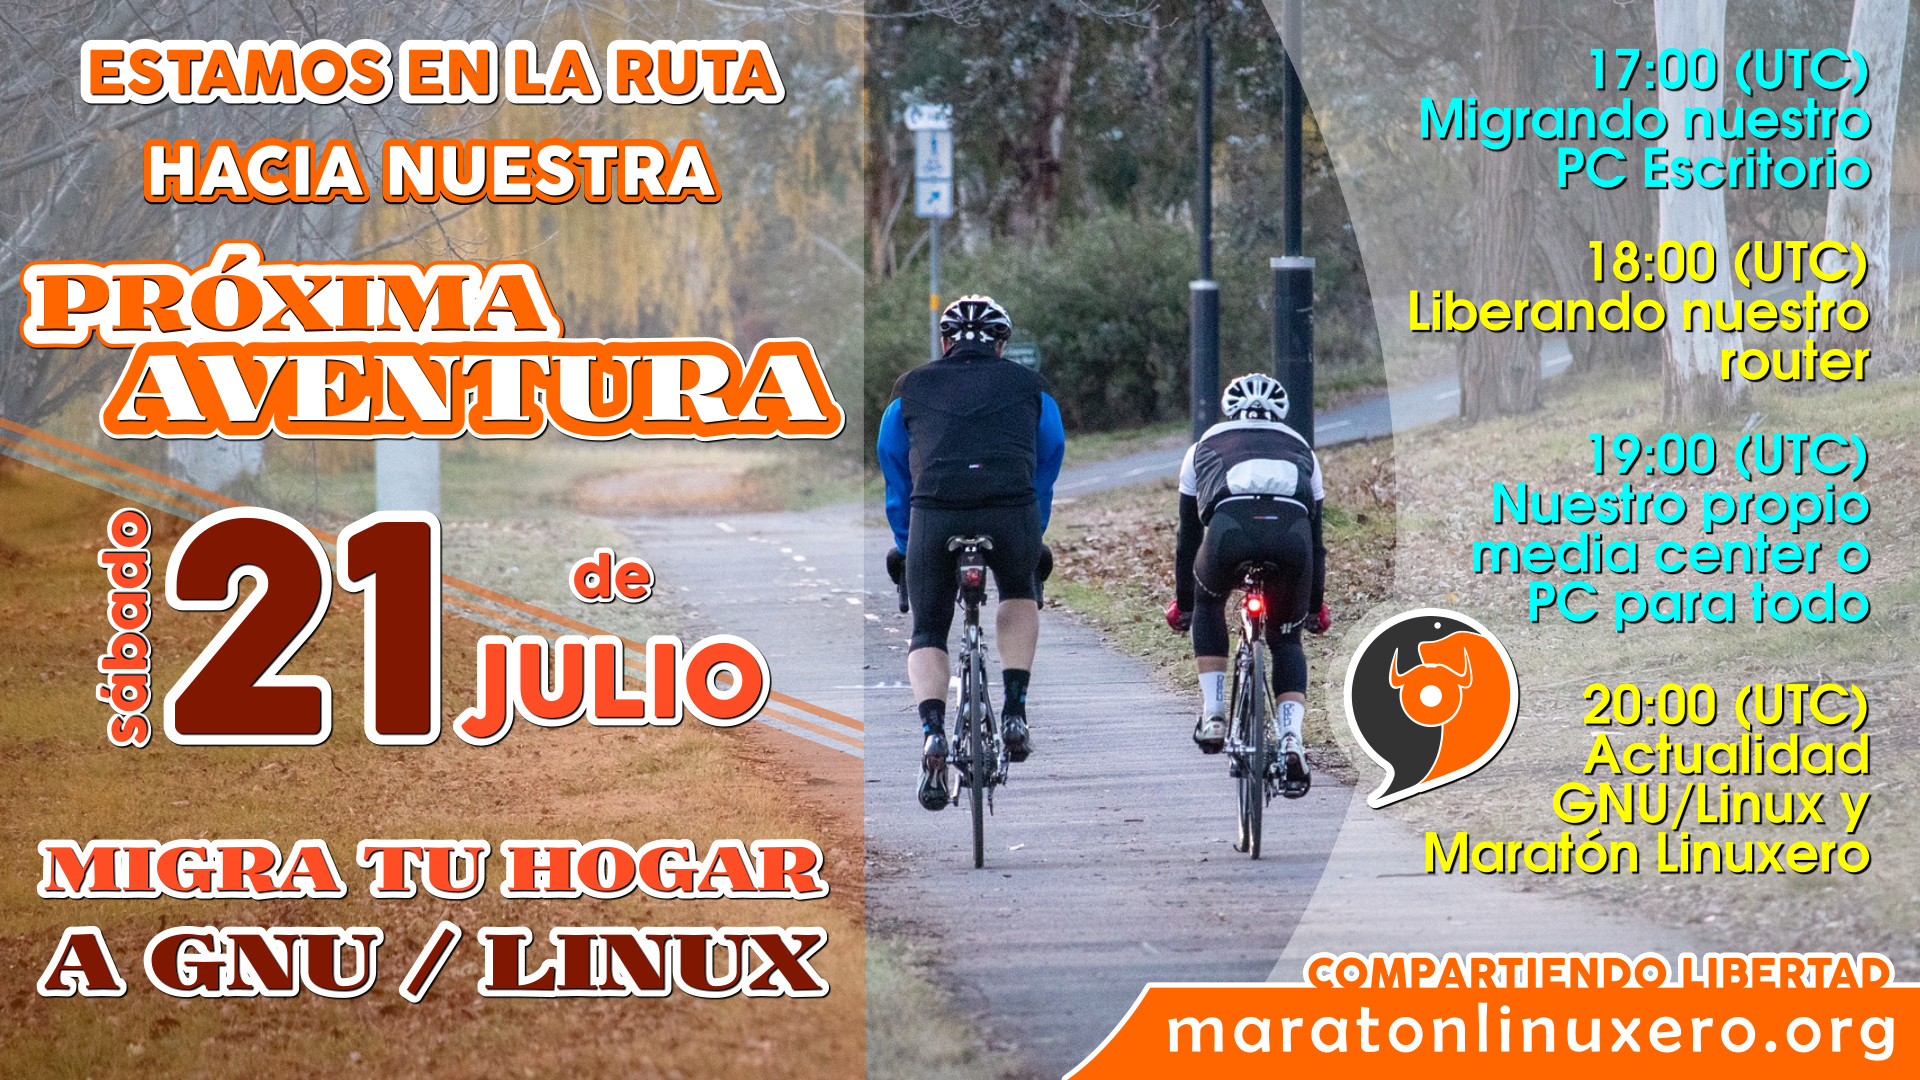 ESTAMOS EN LA RUTA
HACIA NUESTRA
PRÓXIMA
AVENTURA
sábado
21
de
JULIO
MIGRA TU HOGAR
A GNU / LINUX
17:00 (UTC)
Migrando nuestro
PC Escritorio
18:00 (UTC)
Liberando nuestro
router
19:00 (UTC)
Nuestro propio
media center o
PC para todo
20:00 (UTC)
Actualidad
GNU/Linux y
Maratón Linuxero
COMPARTIENDO LIBERTAD
maratonlinuxero.org